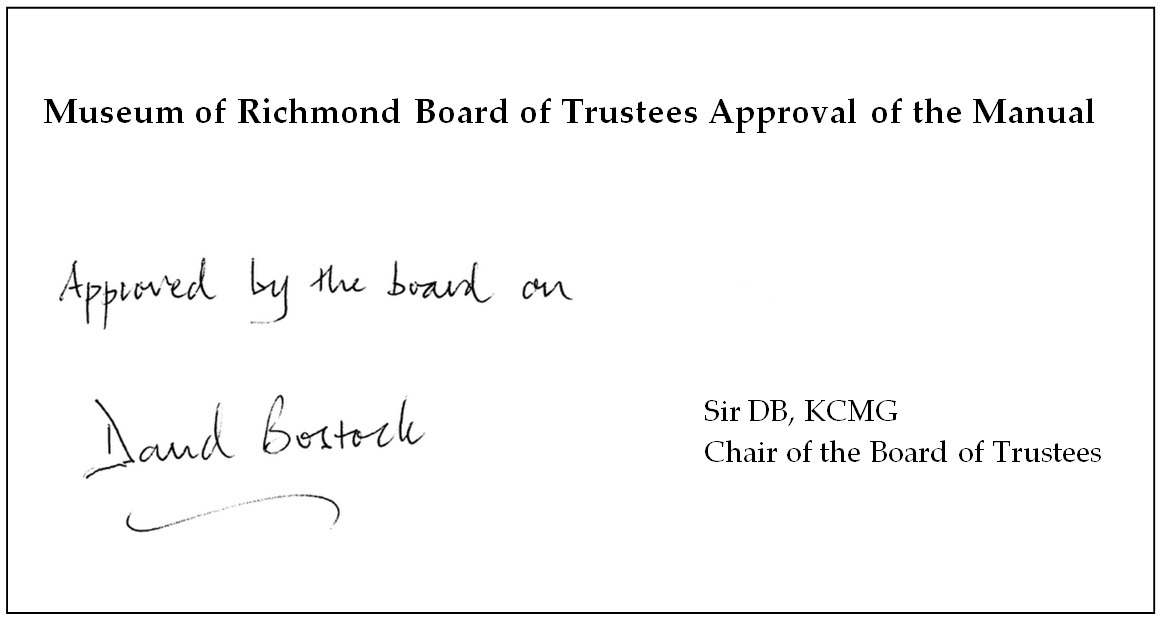 Museum of Richmond Board of Trustees Approval of the Manual
Approved by the board on
David Bostock
Sir DB, KCMG
Chair of the Board of Trustees